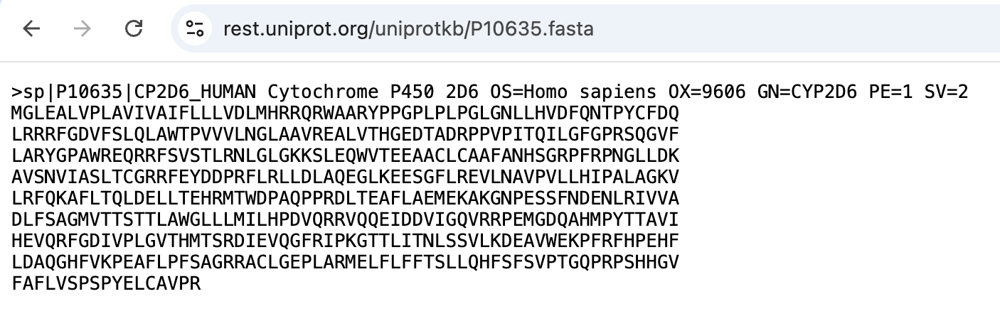 rest.uniprot.org/uniprotkb/P10635.fasta
>sp|P10635|CP2D6_HUMAN Cytochrome P450 2D6 OS=Homo sapiens OX=9606 GN=CYP2D6 PE=1 SV=2
MGLEALVPLAVIVAIFLLLVDLMHRRQRWAARYPPGPLPLPGLGNLLHVDFQNTPYCFDQ
LRRRFGDVFSLQLAWTPVVVLNGLAAVREALVTHGEDTADRPPVPITQILGFGPRSQGVF
LARYGPAWREQRRFSVSTLRNLGLGKKSLEQWVTEEAACLCAAFANHSGRPFRPNGLLDK
AVSNVIASLTCGRRFEYDDPRFLRLLDLAQEGLKEESGFLREVLNAVPVLLHIPALAGKV
LRFQKAFLTQLDELLTEHRMTWDPAQPPRDLTEAFLAEMEKAKGNPESSFNDENLRIVVA
DLFSAGMVTTSTTLAWGLLLMILHPDVQRRVQQEIDDVIGQVRRPEMGDQAHMPYTTAVI
HEVQRFGDIVPLGVTHMTSRDIEVQGFRIPKGTTLITNLSSVLKDEAVWEKPFRFHPEHF
LDAQGHFVKPEAFLPFSAGRRACLGEPLARMELFLFFTSLLQHFSFSVPTGQPRPSHHGV
FAFLVSPSPYELCAVPR